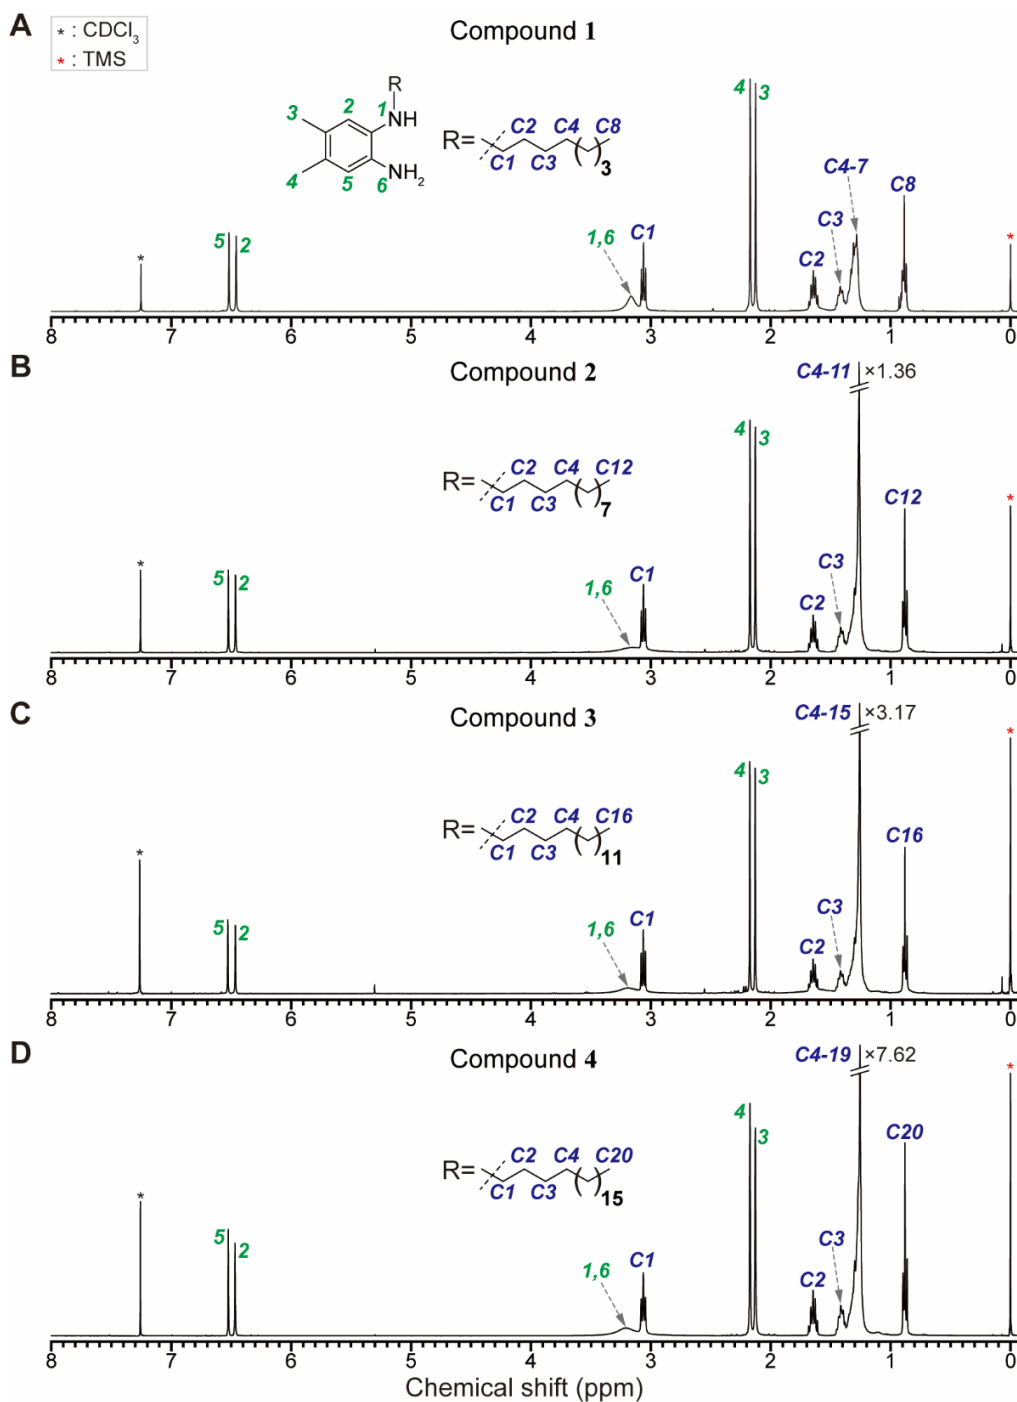 A
* : CDCl3
* : TMS
Compound 1
R
3 2 1 NH
4 5 6 NH2
R= C2 C4 C8
C1 C3 3
4 3
C4-7
C8
C3
*
5 2
1,6 C1
C2
*
8 7 6 5 4 3 2 1 0
B
Compound 2
C4-11 ×1.36
4 3
R= C2 C4 C12
C1 C3 7
C12
*
*
5 2
1,6 C1
C3
C2
8 7 6 5 4 3 2 1 0
C
Compound 3
C4-15 ×3.17
*
4 3
R= C2 C4 C16
C1 C3 11
C16
*
5 2
1,6 C1
C3
C2
8 7 6 5 4 3 2 1 0
D
Compound 4
C4-19 ×7.62
*
4 3
R= C2 C4 C20
C1 C3 15
C20
*
5 2
1,6 C1
C3
C2
8 7 6 5 4 3 2 1 0
Chemical shift (ppm)